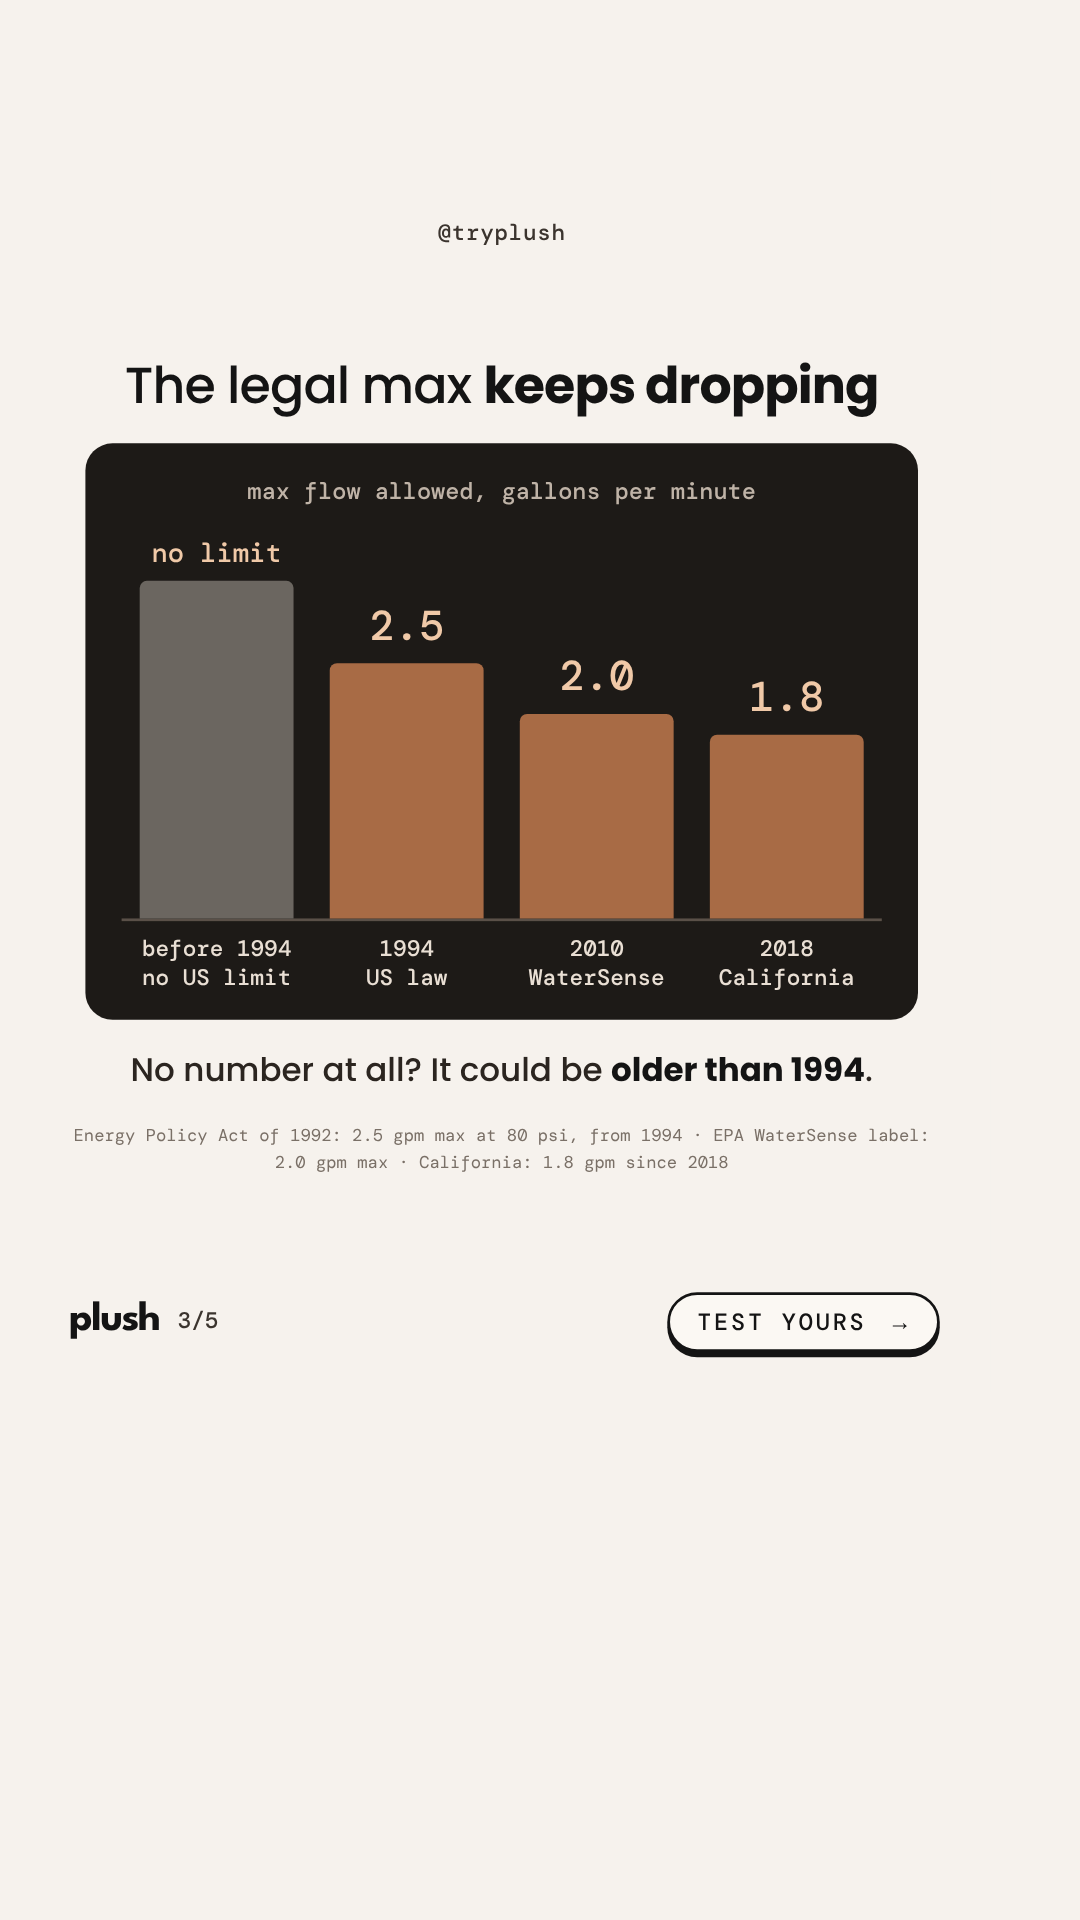 @tryplush
The legal max keeps dropping
max flow allowed, gallons per minute
no limit
2.5
2.0
1.8
before 1994
no US limit
1994
US law
2010
WaterSense
2018
California
No number at all? It could be older than 1994.
Energy Policy Act of 1992: 2.5 gpm max at 80 psi, from 1994 · EPA WaterSense label:
2.0 gpm max · California: 1.8 gpm since 2018
plush 3/5
TEST YOURS →